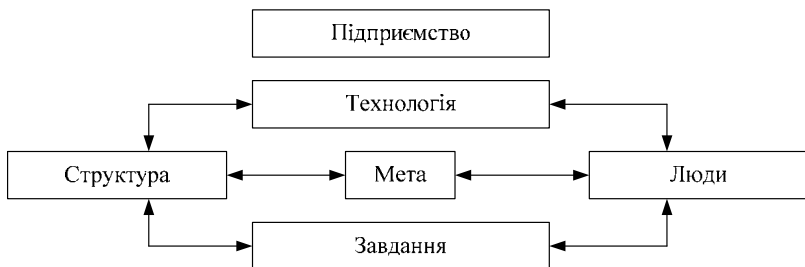 Підприємство
Технологія
Структура
Мета
Люди
Завдання